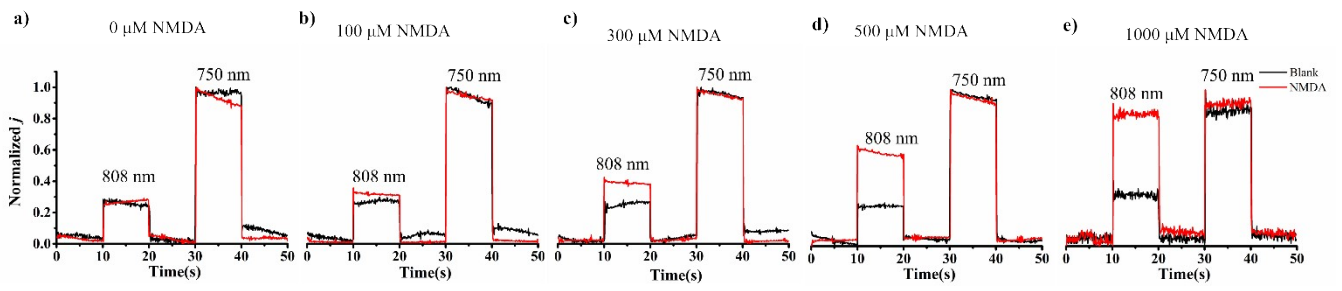 a)
0 μM NMDA
b)
100 μM NMDA
c)
300 μM NMDA
d)
500 μM NMDA
e)
1000 μM NMDA
Normalized j
1.0
0.8
0.6
0.4
0.2
0.0
808 nm
750 nm
0 10 20 30 40 50
Time(s)
808 nm
750 nm
0 10 20 30 40 50
Time(s)
808 nm
750 nm
0 10 20 30 40 50
Time(s)
808 nm
750 nm
0 10 20 30 40 50
Time(s)
808 nm
750 nm
Blank
NMDA
0 10 20 30 40 50
Time(s)